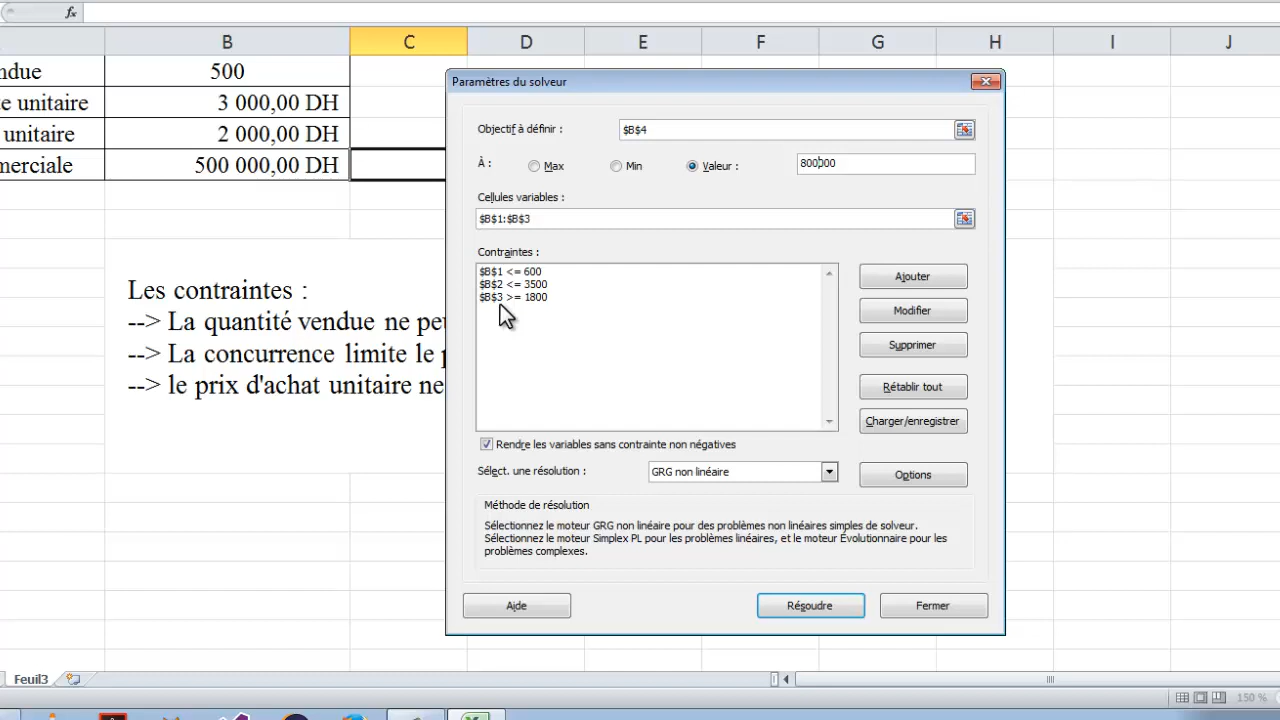 fx
B C D E F G H I J
ndue 500
e unitaire 3 000,00 DH
unitaire 2 000,00 DH
merciale 500 000,00 DH
Les contraintes :
--> La quantité vendue ne peu
--> La concurrence limite le p
--> le prix d'achat unitaire ne
Paramètres du solveur
Objectif à définir : $B$4
À : Max Min Valeur : 800000
Cellules variables :
$B$1:$B$3
Contraintes :
$B$1 <= 600
$B$2 <= 3500
$B$3 >= 1800
Ajouter
Modifier
Supprimer
Rétablir tout
Charger/enregistrer
Rendre les variables sans contrainte non négatives
Sélect. une résolution : GRG non linéaire Options
Méthode de résolution
Sélectionnez le moteur GRG non linéaire pour des problèmes non linéaires simples de solveur.
Sélectionnez le moteur Simplex PL pour les problèmes linéaires, et le moteur Évolutionnaire pour les
problèmes complexes.
Aide Résoudre Fermer
Feuil3
150 %